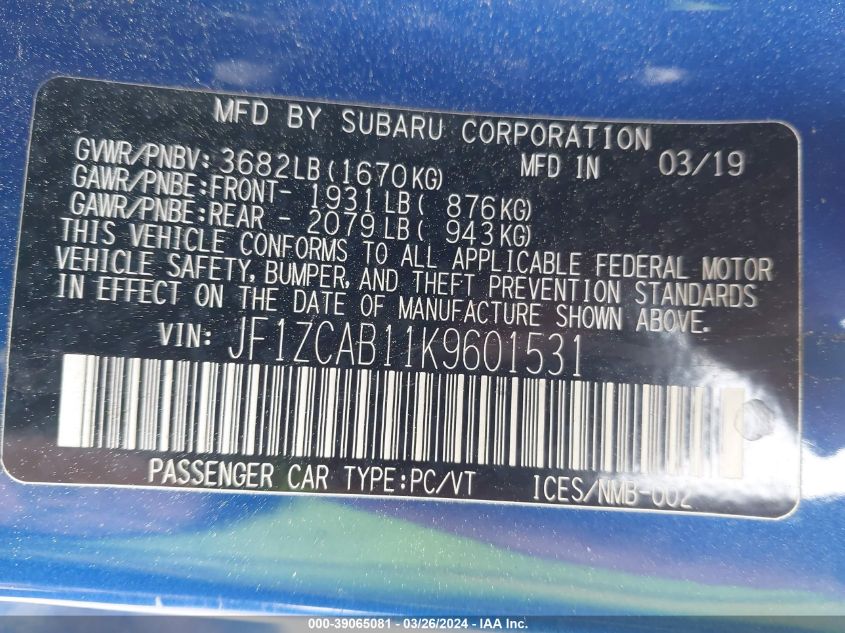 MFD BY SUBARU CORPORATION
GVWR/PNBV: 3682LB(1670KG) MFD IN 03/19
GAWR/PNBE:FRONT- 1931LB( 876KG)
GAWR/PNBE:REAR - 2079LB( 943KG)
THIS VEHICLE CONFORMS TO ALL APPLICABLE FEDERAL MOTOR
VEHICLE SAFETY, BUMPER, AND THEFT PREVENTION STANDARDS
IN EFFECT ON THE DATE OF MANUFACTURE SHOWN ABOVE.
VIN: JF1ZCAB11K9601531
PASSENGER CAR TYPE:PC/VT ICES/NMB-002
000-39065081 - 03/26/2024 - IAA Inc.